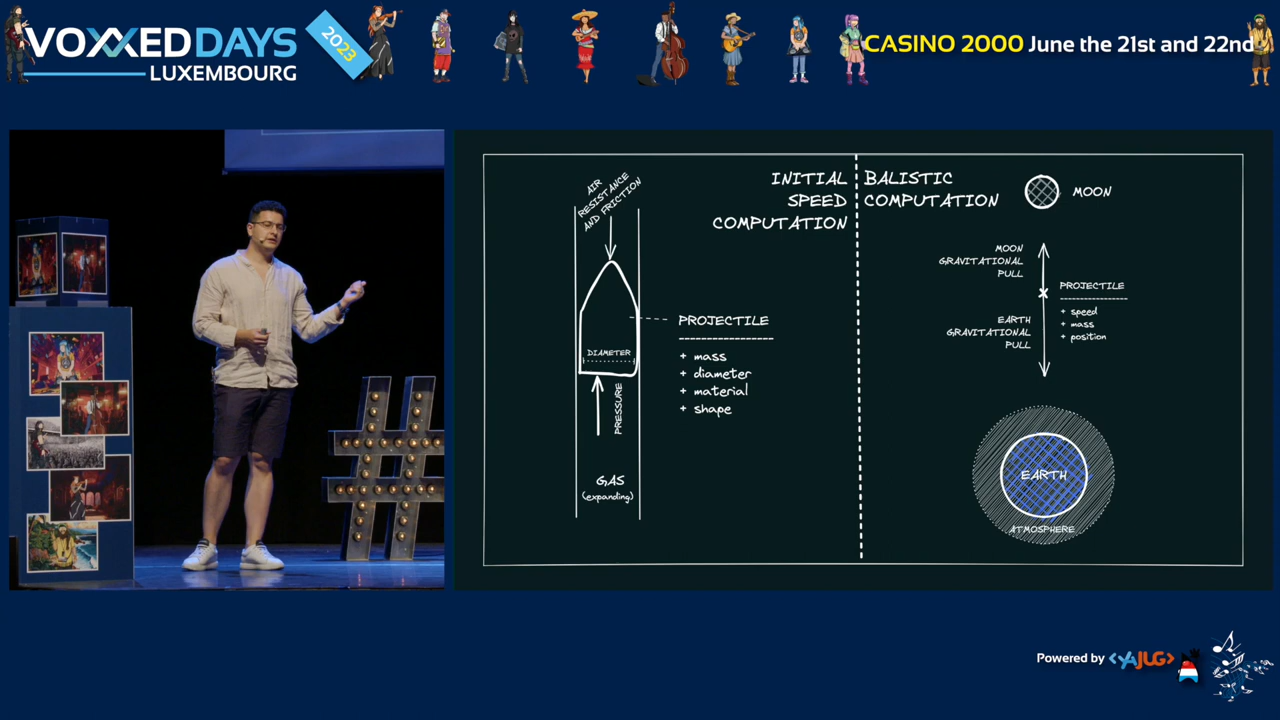 VOXXEDDAYS
LUXEMBOURG
2023
CASINO 2000 June the 21st and 22nd
AIR
RESISTANCE
AND FRICTION
INITIAL
SPEED
COMPUTATION
PROJECTILE
+ mass
+ diameter
+ material
+ shape
DIAMETER
PRESSURE
GAS
(expanding)
BALISTIC
COMPUTATION
MOON
MOON
GRAVITATIONAL
PULL
PROJECTILE
+ speed
+ mass
+ position
EARTH
GRAVITATIONAL
PULL
EARTH
ATMOSPHERE
#
Powered by <YAJUG>